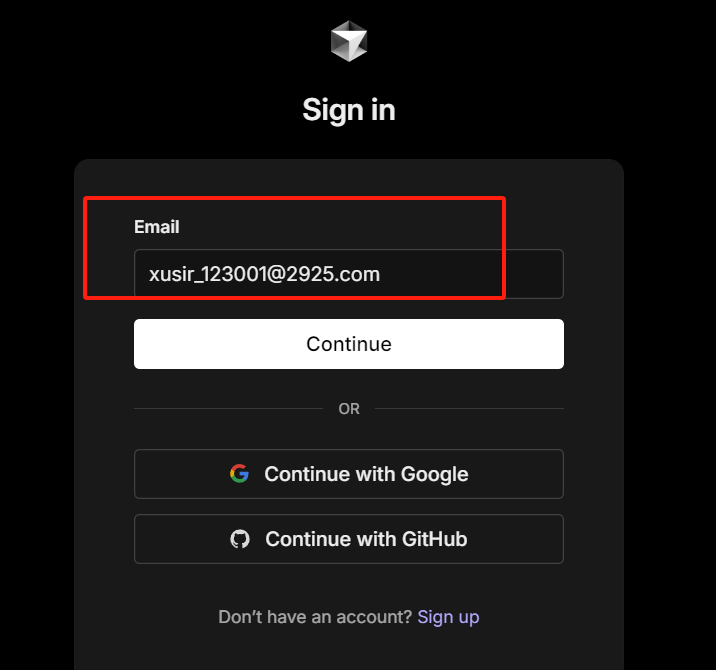 Sign in
Email
xusir_123001@2925.com
Continue
OR
Continue with Google
Continue with GitHub
Don’t have an account? Sign up